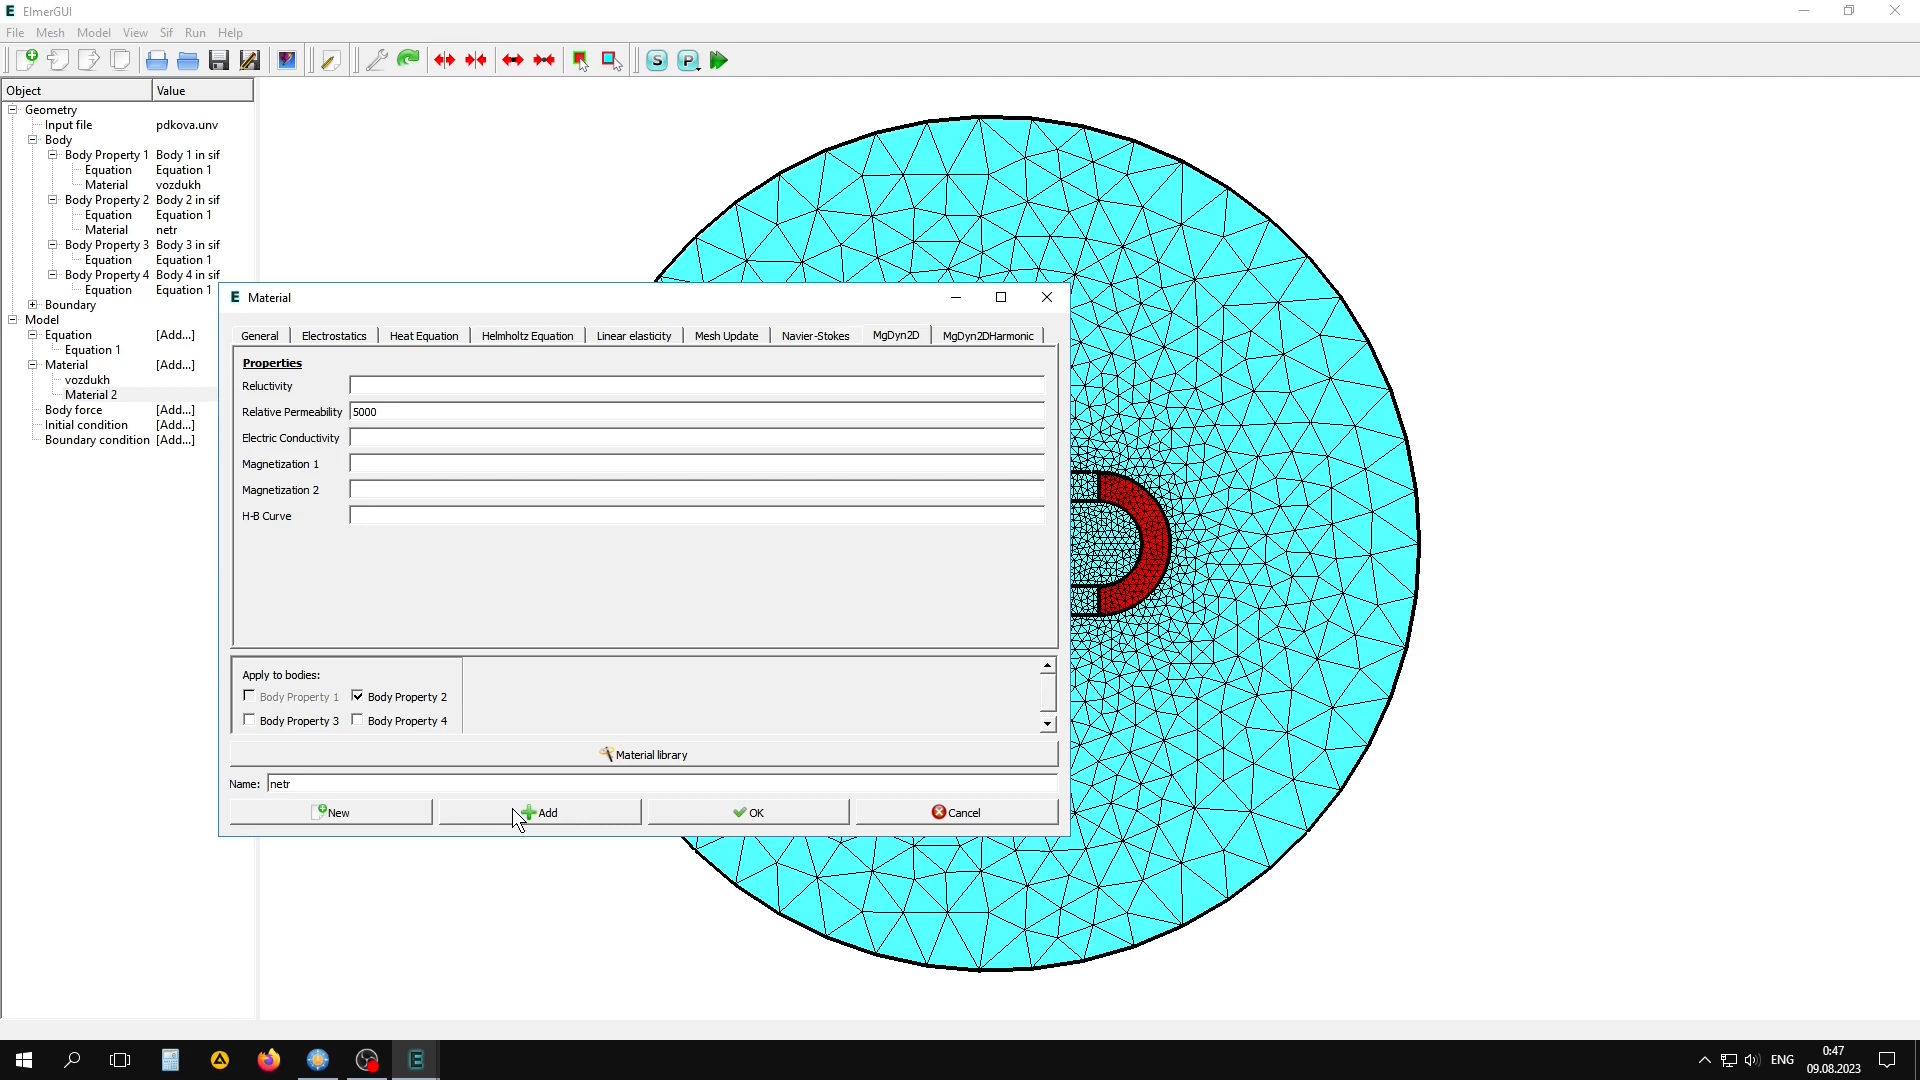 ElmerGUI
File Mesh Model View Sif Run Help
S P
Object Value
Geometry
Input file pdkova.unv
Body
Body Property 1 Body 1 in sif
Equation Equation 1
Material vozdukh
Body Property 2 Body 2 in sif
Equation Equation 1
Material netr
Body Property 3 Body 3 in sif
Equation Equation 1
Body Property 4 Body 4 in sif
Equation Equation 1
Boundary
Model
Equation [Add...]
Equation 1
Material [Add...]
vozdukh
Material 2
Body force [Add...]
Initial condition [Add...]
Boundary condition [Add...]
Material
General Electrostatics Heat Equation Helmholtz Equation Linear elasticity Mesh Update Navier-Stokes MgDyn2D MgDyn2DHarmonic
Properties
Reluctivity
Relative Permeability 5000
Electric Conductivity
Magnetization 1
Magnetization 2
H-B Curve
Apply to bodies:
Body Property 1 Body Property 2
Body Property 3 Body Property 4
Material library
Name: netr
New Add OK Cancel
ENG
0:47
09.08.2023